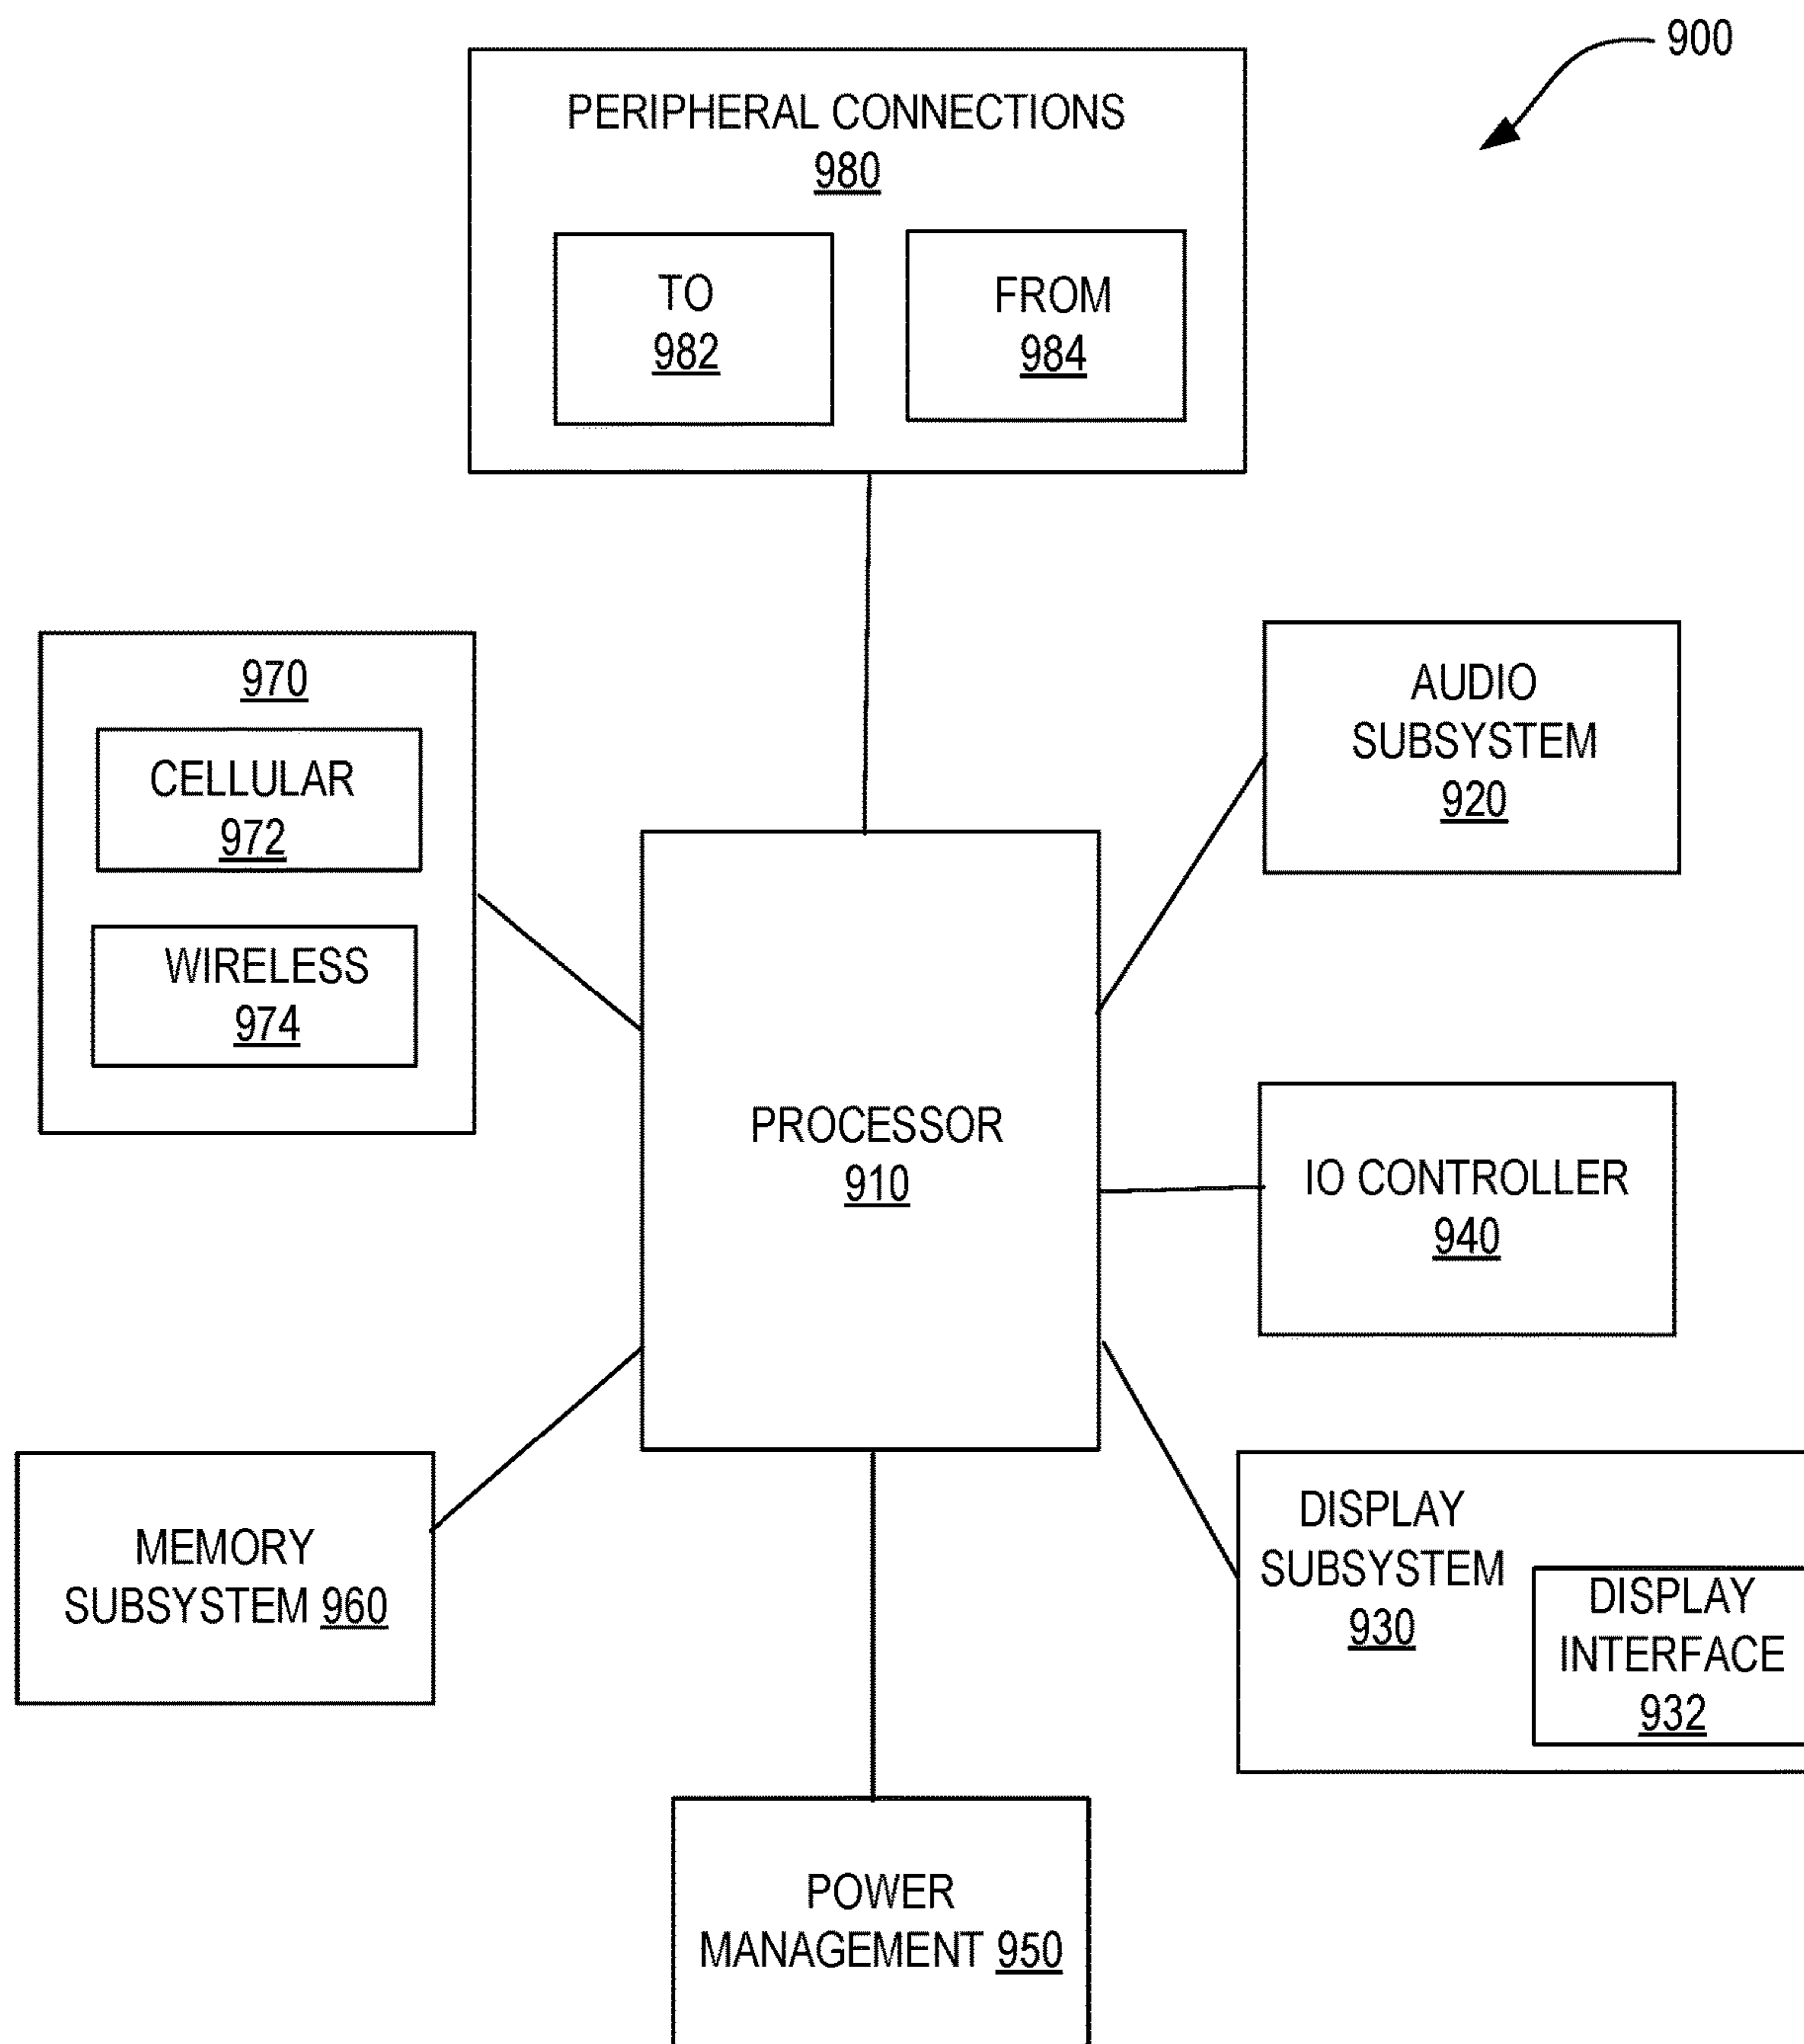 900
PERIPHERAL CONNECTIONS
980
TO
982
FROM
984
970
CELLULAR
972
WIRELESS
974
AUDIO
SUBSYSTEM
920
PROCESSOR
910
IO CONTROLLER
940
MEMORY
SUBSYSTEM 960
DISPLAY
SUBSYSTEM
930
DISPLAY
INTERFACE
932
POWER
MANAGEMENT 950